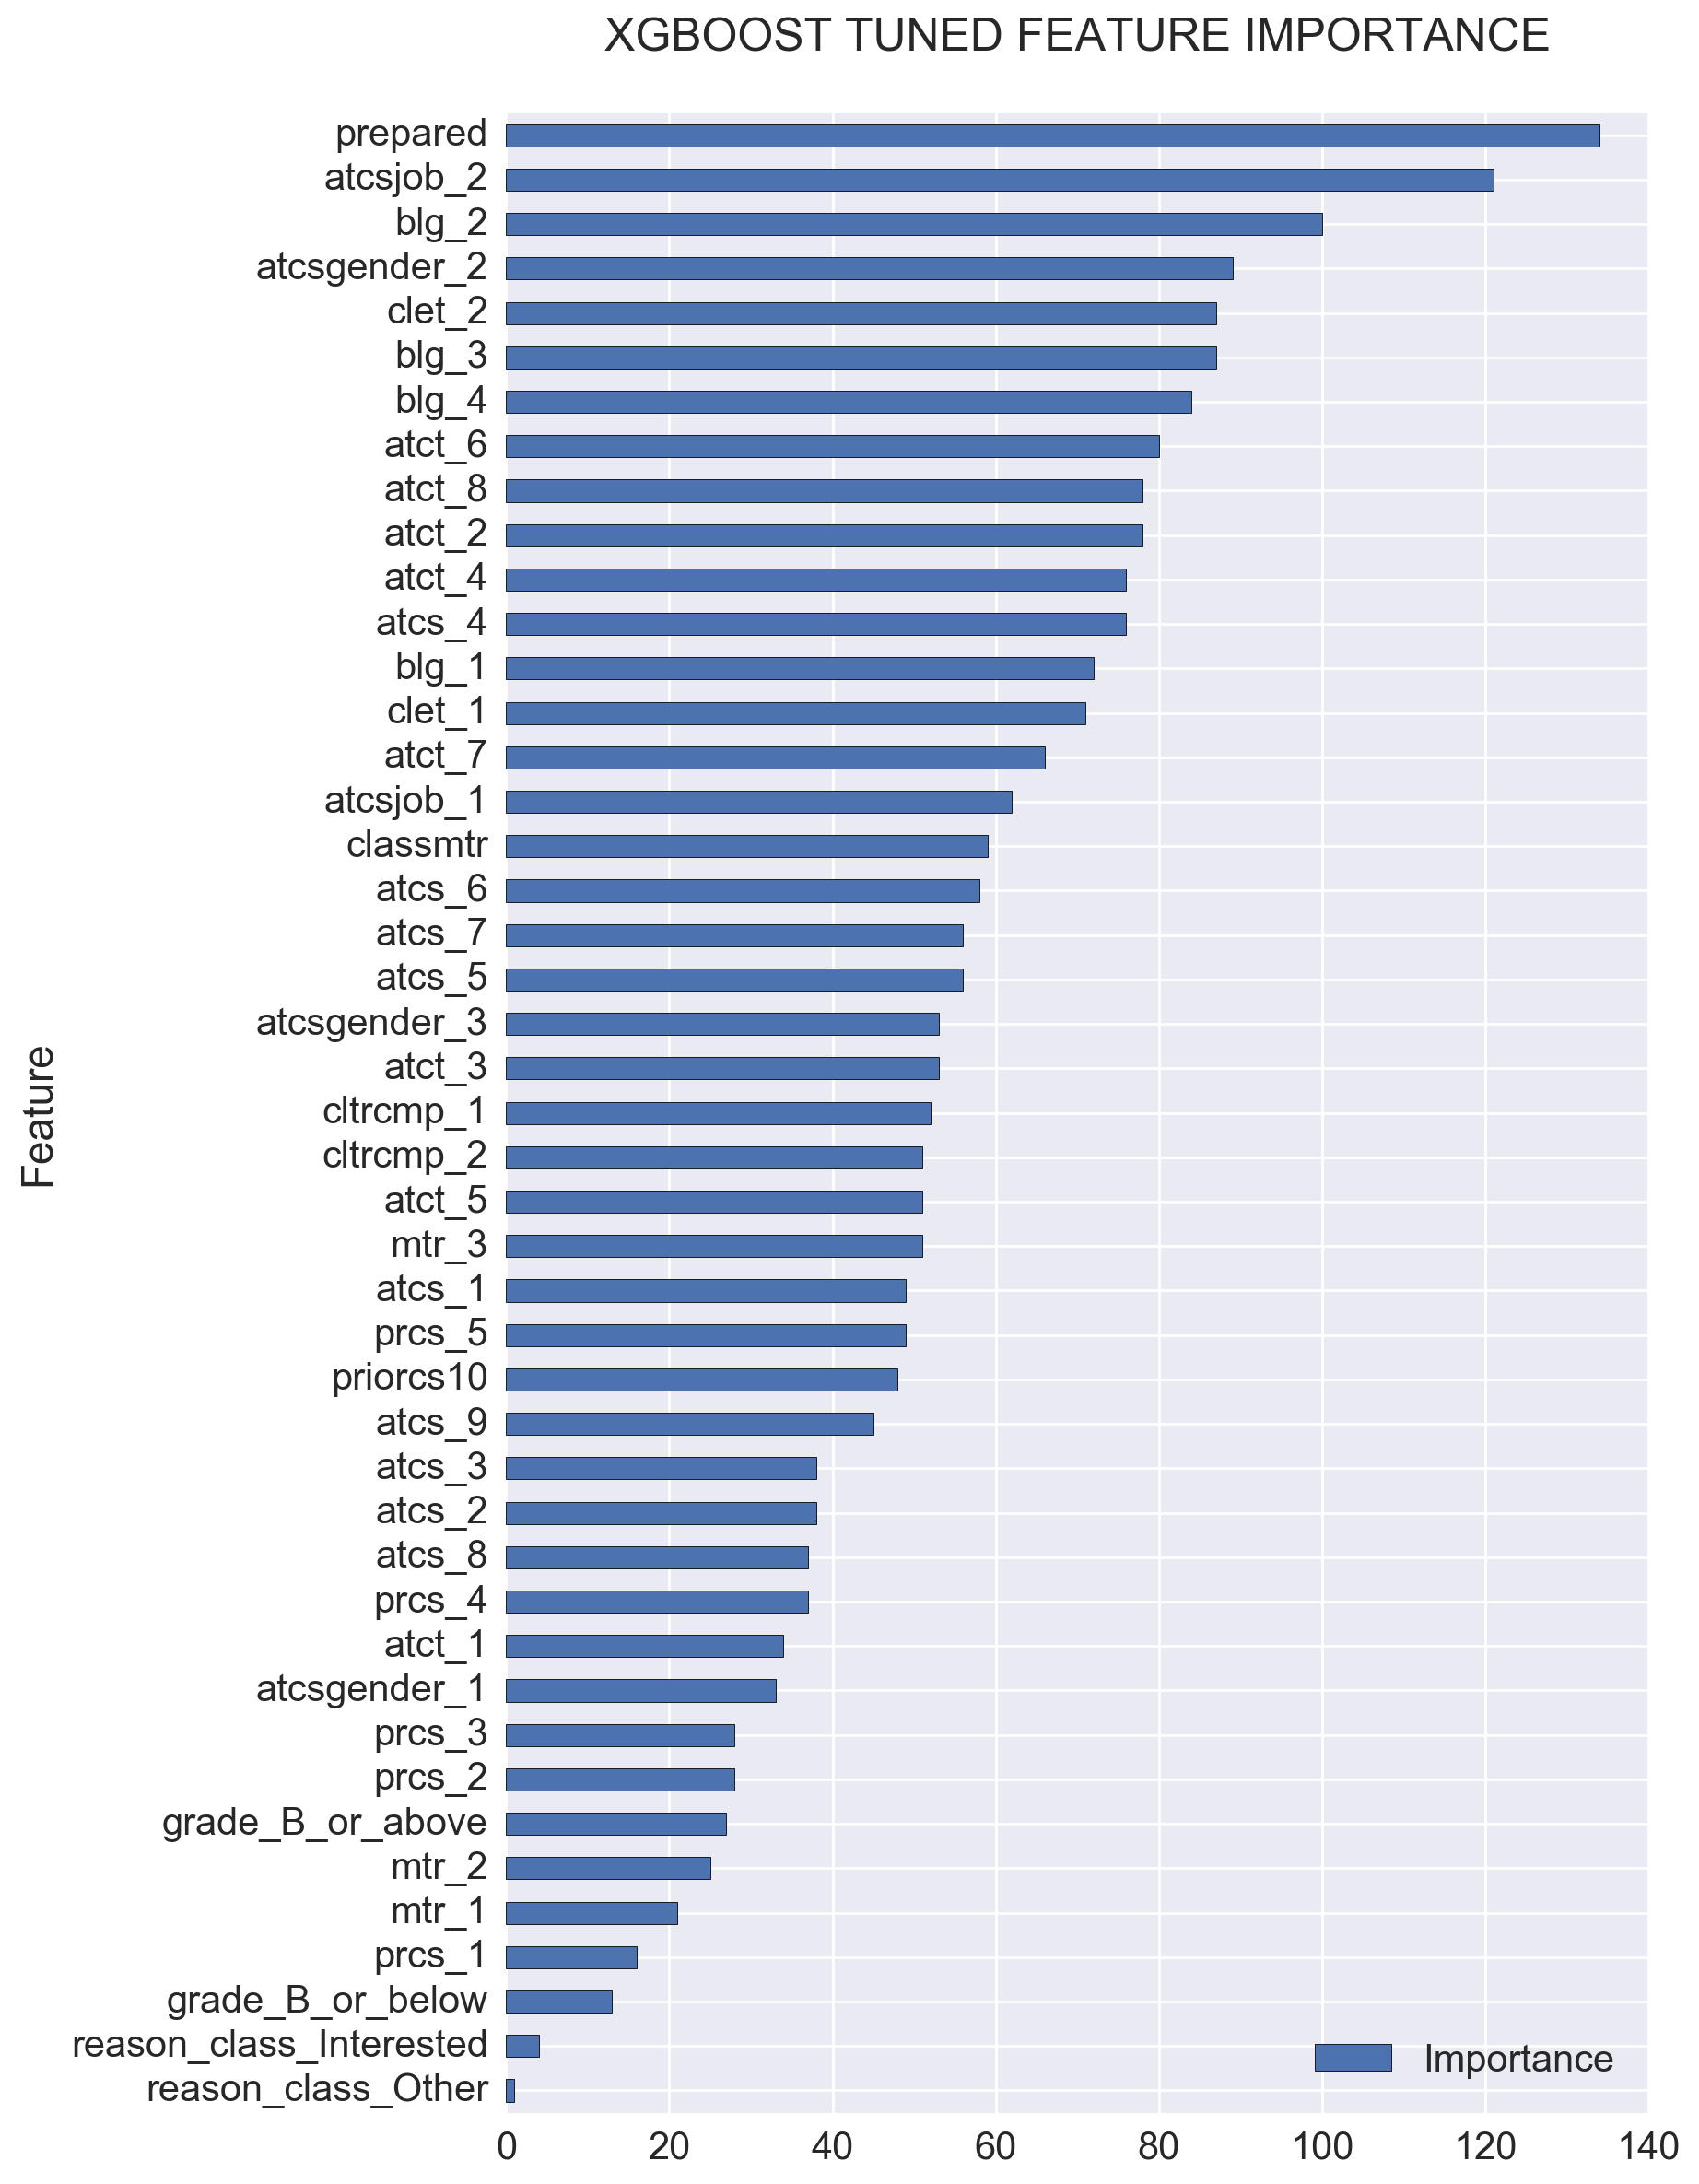 XGBOOST TUNED FEATURE IMPORTANCE
prepared
atcsjob_2
blg_2
atcsgender_2
clet_2
blg_3
blg_4
atct_6
atct_8
atct_2
atct_4
atcs_4
blg_1
clet_1
atct_7
atcsjob_1
classmtr
atcs_6
atcs_7
atcs_5
atcsgender_3
atct_3
cltrcmp_1
cltrcmp_2
atct_5
mtr_3
atcs_1
prcs_5
priorcs10
atcs_9
atcs_3
atcs_2
atcs_8
prcs_4
atct_1
atcsgender_1
prcs_3
prcs_2
grade_B_or_above
mtr_2
mtr_1
prcs_1
grade_B_or_below
reason_class_Interested
reason_class_Other
Feature
Importance
0 20 40 60 80 100 120 140